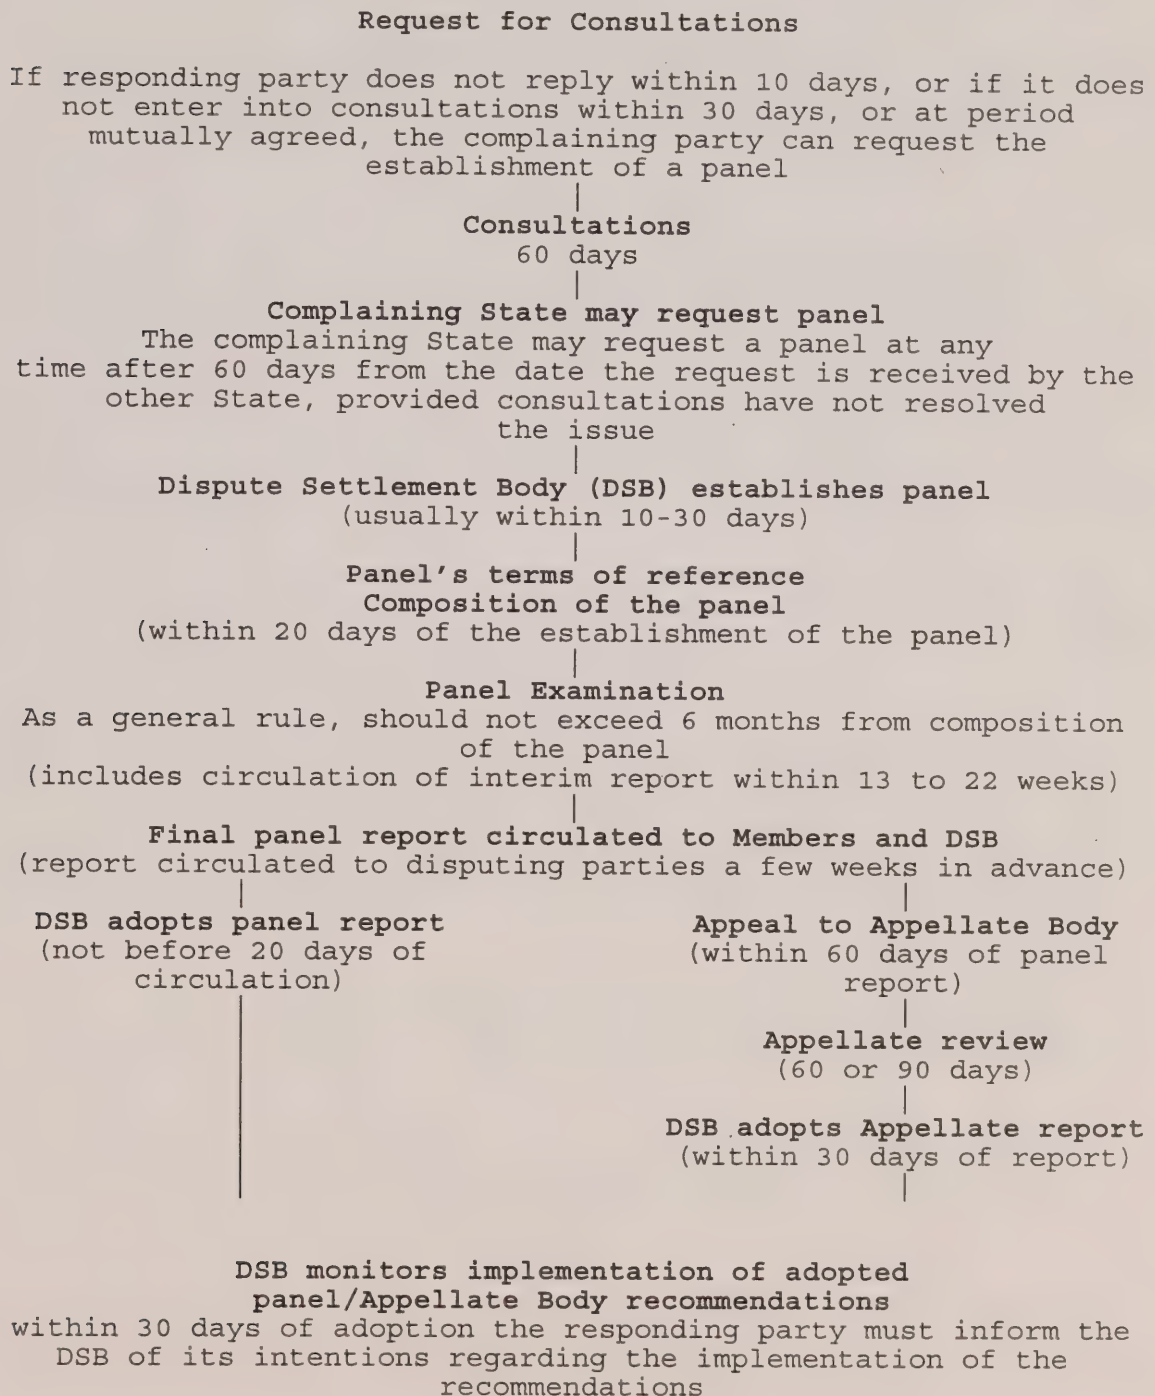 Request for Consultations
If responding party does not reply within 10 days, or if it does
not enter into consultations within 30 days, or at period
mutually agreed, the complaining party can request the
establishment of a panel
Consultations
60 days
Complaining State may request panel
The complaining State may request a panel at any
time after 60 days from the date the request is received by the
other State, provided consultations have not resolved
the issue
Dispute Settlement Body (DSB) establishes panel
(usually within 10-30 days)
Panel's terms of reference
Composition of the panel
(within 20 days of the establishment of the panel)
Panel Examination
As a general rule, should not exceed 6 months from composition
of the panel
(includes circulation of interim report within 13 to 22 weeks)
Final panel report circulated to Members and DSB
(report circulated to disputing parties a few weeks in advance)
DSB adopts panel report
(not before 20 days of
circulation)
Appeal to Appellate Body
(within 60 days of panel
report)
Appellate review
(60 or 90 days)
DSB adopts Appellate report
(within 30 days of report)
DSB monitors implementation of adopted
panel/Appellate Body recommendations
within 30 days of adoption the responding party must inform the
DSB of its intentions regarding the implementation of the
recommendations